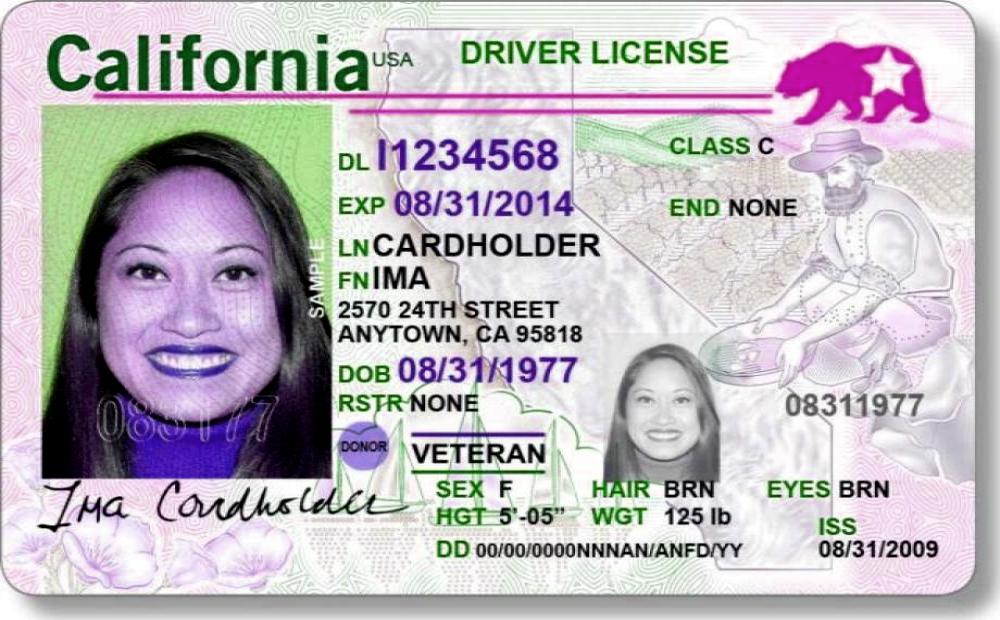 California USA DRIVER LICENSE
DL I1234568 CLASS C
EXP 08/31/2014 END NONE
LN CARDHOLDER
FN IMA
2570 24TH STREET
ANYTOWN, CA 95818
DOB 08/31/1977
RSTR NONE 08311977
SAMPLE
083177
DONOR VETERAN
Ima Cardholder
SEX F HAIR BRN EYES BRN
HGT 5'-05" WGT 125 lb ISS
DD 00/00/0000NNNAN/ANFD/YY 08/31/2009